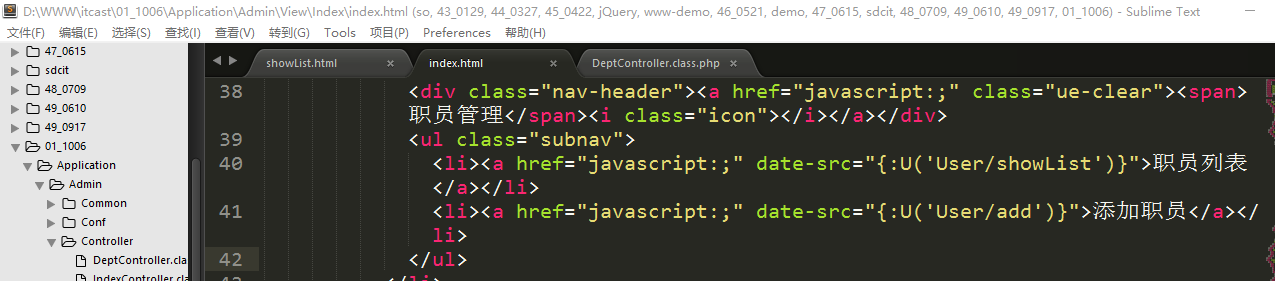 D:\WWW\itcast\01_1006\Application\Admin\View\Index\index.html (so, 43_0129, 44_0327, 45_0422, jQuery, www-demo, 46_0521, demo, 47_0615, sdcit, 48_0709, 49_0610, 49_0917, 01_1006) - Sublime Text
文件(F) 编辑(E) 选择(S) 查找(I) 查看(V) 转到(G) Tools 项目(P) Preferences 帮助(H)
47_0615
sdcit
48_0709
49_0610
49_0917
01_1006
Application
Admin
Common
Conf
Controller
DeptController.cla
IndexController.cla
showList.html × index.html × DeptController.class.php ×
38 <div class="nav-header"><a href="javascript:;" class="ue-clear"><span>
职员管理</span><i class="icon"></i></a></div>
39 <ul class="subnav">
40 <li><a href="javascript:;" date-src="{:U('User/showList')}">职员列表
</a></li>
41 <li><a href="javascript:;" date-src="{:U('User/add')}">添加职员</a></
li>
42 </ul>
43 </li>